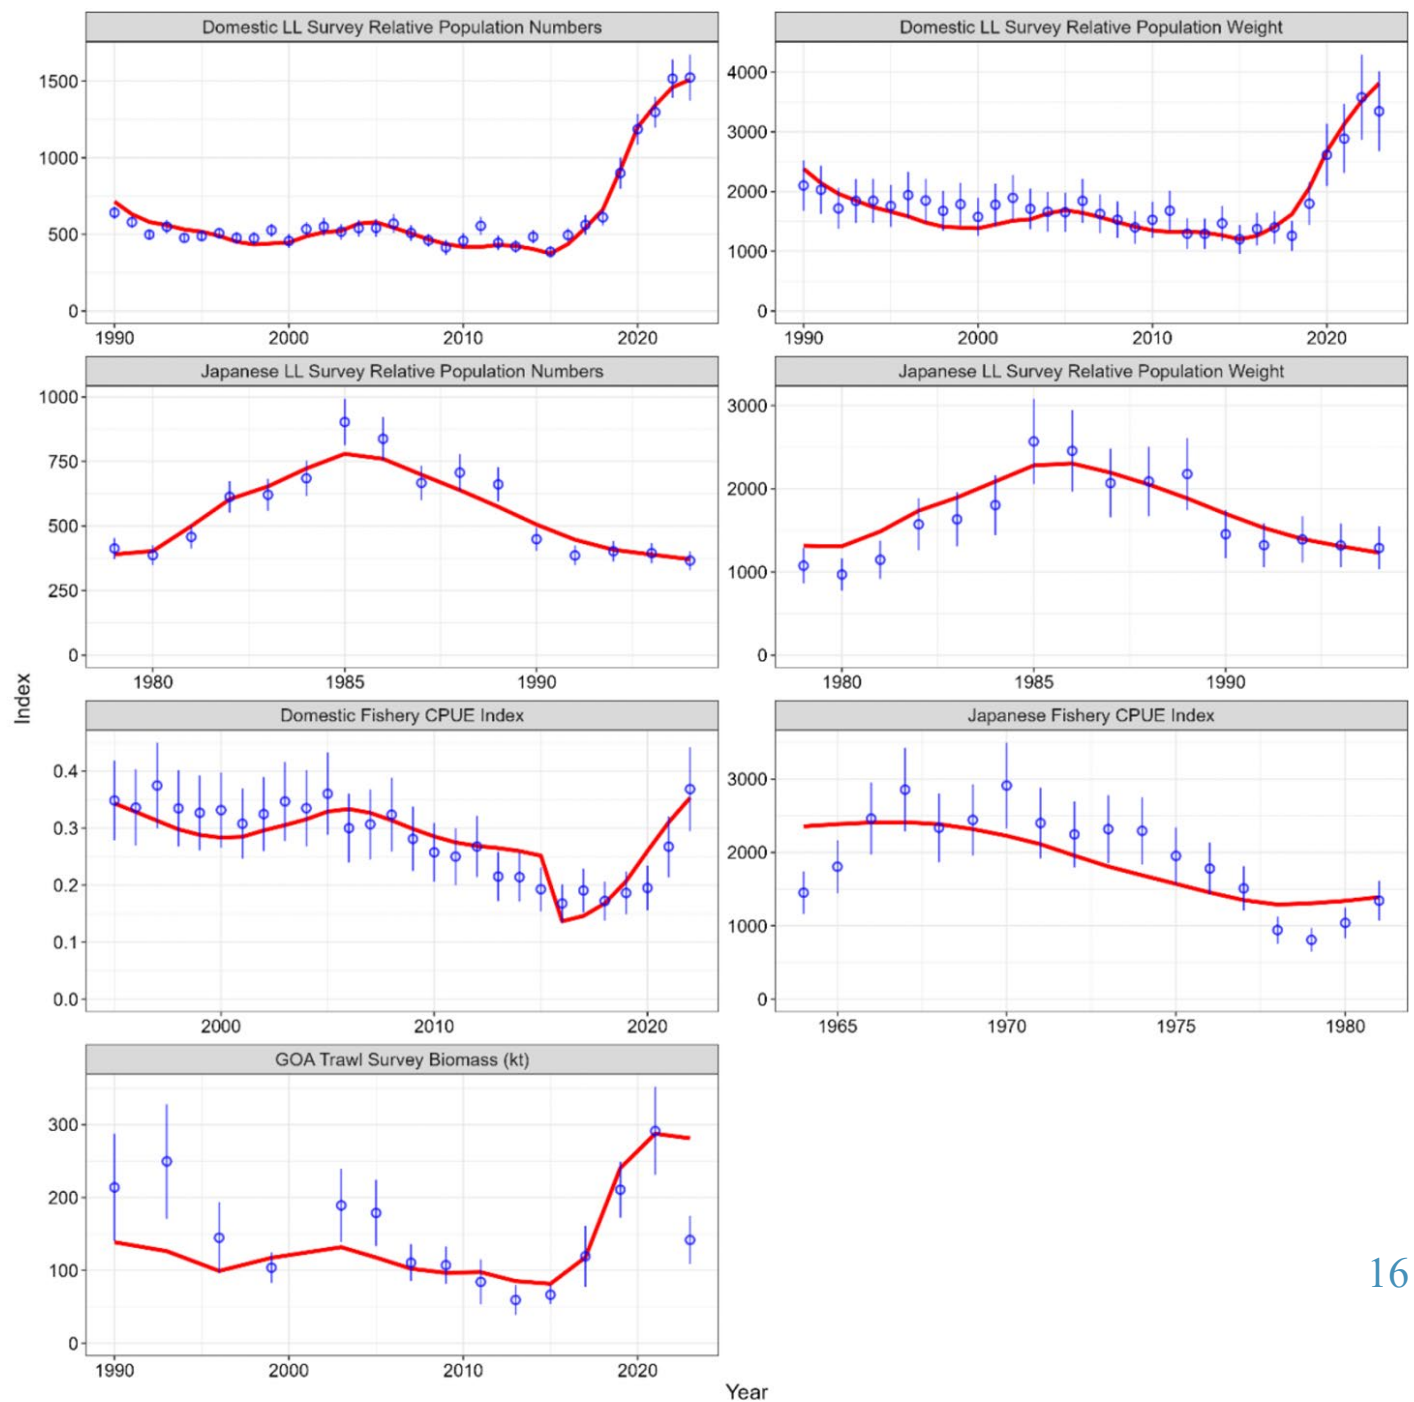 Domestic LL Survey Relative Population Numbers
1500
1000
500
0
1990 2000 2010 2020
Domestic LL Survey Relative Population Weight
4000
3000
2000
1000
0
1990 2000 2010 2020
Japanese LL Survey Relative Population Numbers
1000
750
500
250
0
1980 1985 1990
Japanese LL Survey Relative Population Weight
3000
2000
1000
0
1980 1985 1990
Index
Domestic Fishery CPUE Index
0.4
0.3
0.2
0.1
0.0
2000 2010 2020
Japanese Fishery CPUE Index
3000
2000
1000
0
1965 1970 1975 1980
GOA Trawl Survey Biomass (kt)
300
200
100
0
1990 2000 2010 2020
16
Year